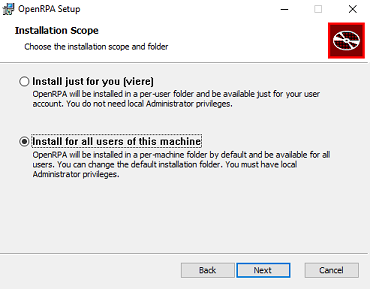 OpenRPA Setup
Installation Scope
Choose the installation scope and folder
Install just for you (viere)
OpenRPA will be installed in a per-user folder and be available just for your user
account. You do not need local Administrator privileges.
Install for all users of this machine
OpenRPA will be installed in a per-machine folder by default and be available for all
users. You can change the default installation folder. You must have local
Administrator privileges.
Back
Next
Cancel